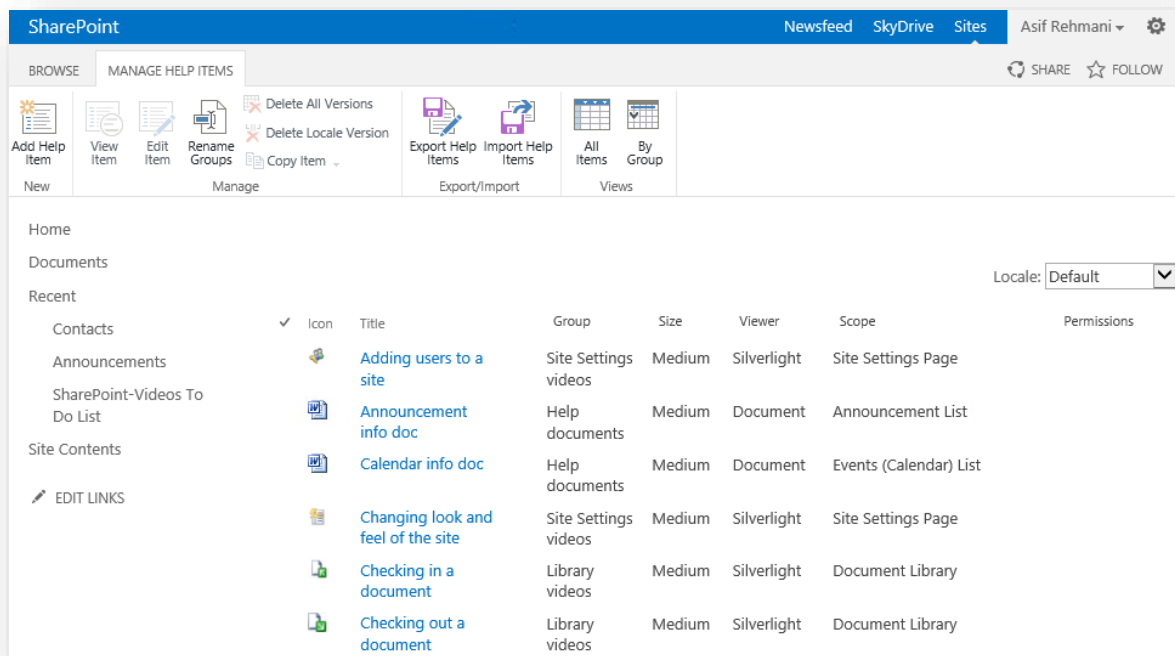 SharePoint Newsfeed SkyDrive Sites Asif Rehmani
BROWSE MANAGE HELP ITEMS SHARE FOLLOW
Add Help
Item
View
Item
Edit
Item
Rename
Groups
Delete All Versions
Delete Locale Version
Copy Item
Export Help
Items
Import Help
Items
All
Items
By
Group
New Manage Export/Import Views
Home
Documents
Recent
Contacts
Announcements
SharePoint-Videos To
Do List
Site Contents
EDIT LINKS
Locale: Default
Icon Title Group Size Viewer Scope Permissions
Adding users to a
site
Site Settings
videos
Medium Silverlight Site Settings Page
Announcement
info doc
Help
documents
Medium Document Announcement List
Calendar info doc
Help
documents
Medium Document Events (Calendar) List
Changing look and
feel of the site
Site Settings
videos
Medium Silverlight Site Settings Page
Checking in a
document
Library
videos
Medium Silverlight Document Library
Checking out a
document
Library
videos
Medium Silverlight Document Library